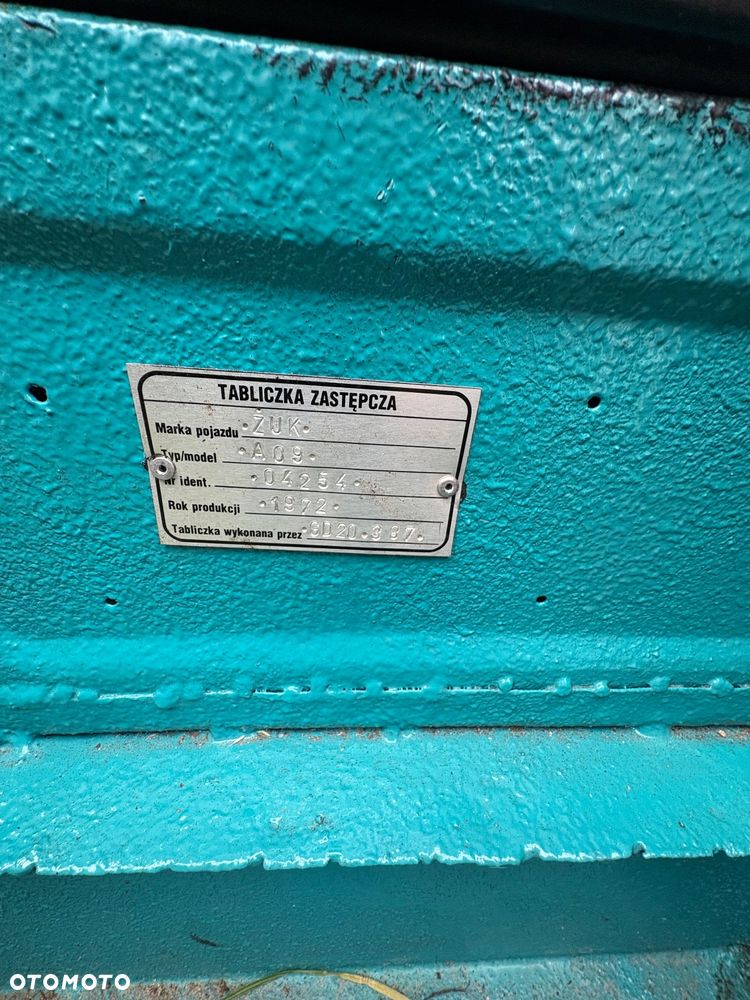 TABLICZKA ZASTĘPCZA
Marka pojazdu ·ŻUK·
Typ/model ·A09·
Nr ident. ·04254·
Rok produkcji ·1972·
Tabliczka wykonana przez
OTOMOTO